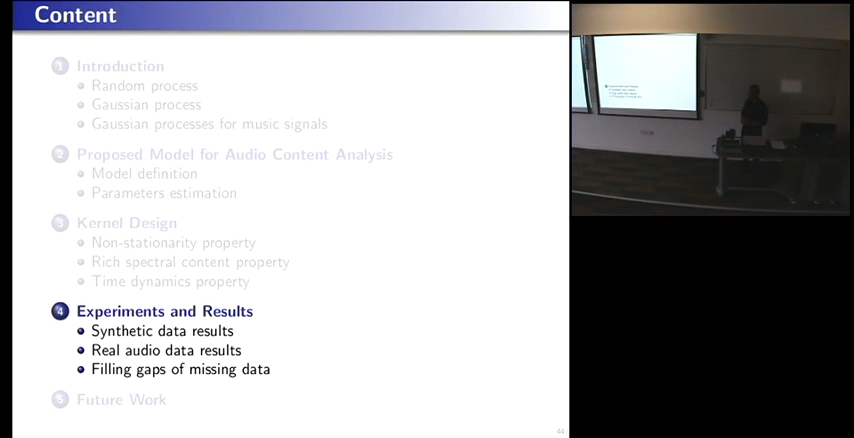 Content
1 Introduction
Random process
Gaussian process
Gaussian processes for music signals
2 Proposed Model for Audio Content Analysis
Model definition
Parameters estimation
3 Kernel Design
Non-stationarity property
Rich spectral content property
Time dynamics property
4 Experiments and Results
Synthetic data results
Real audio data results
Filling gaps of missing data
5 Future Work
44